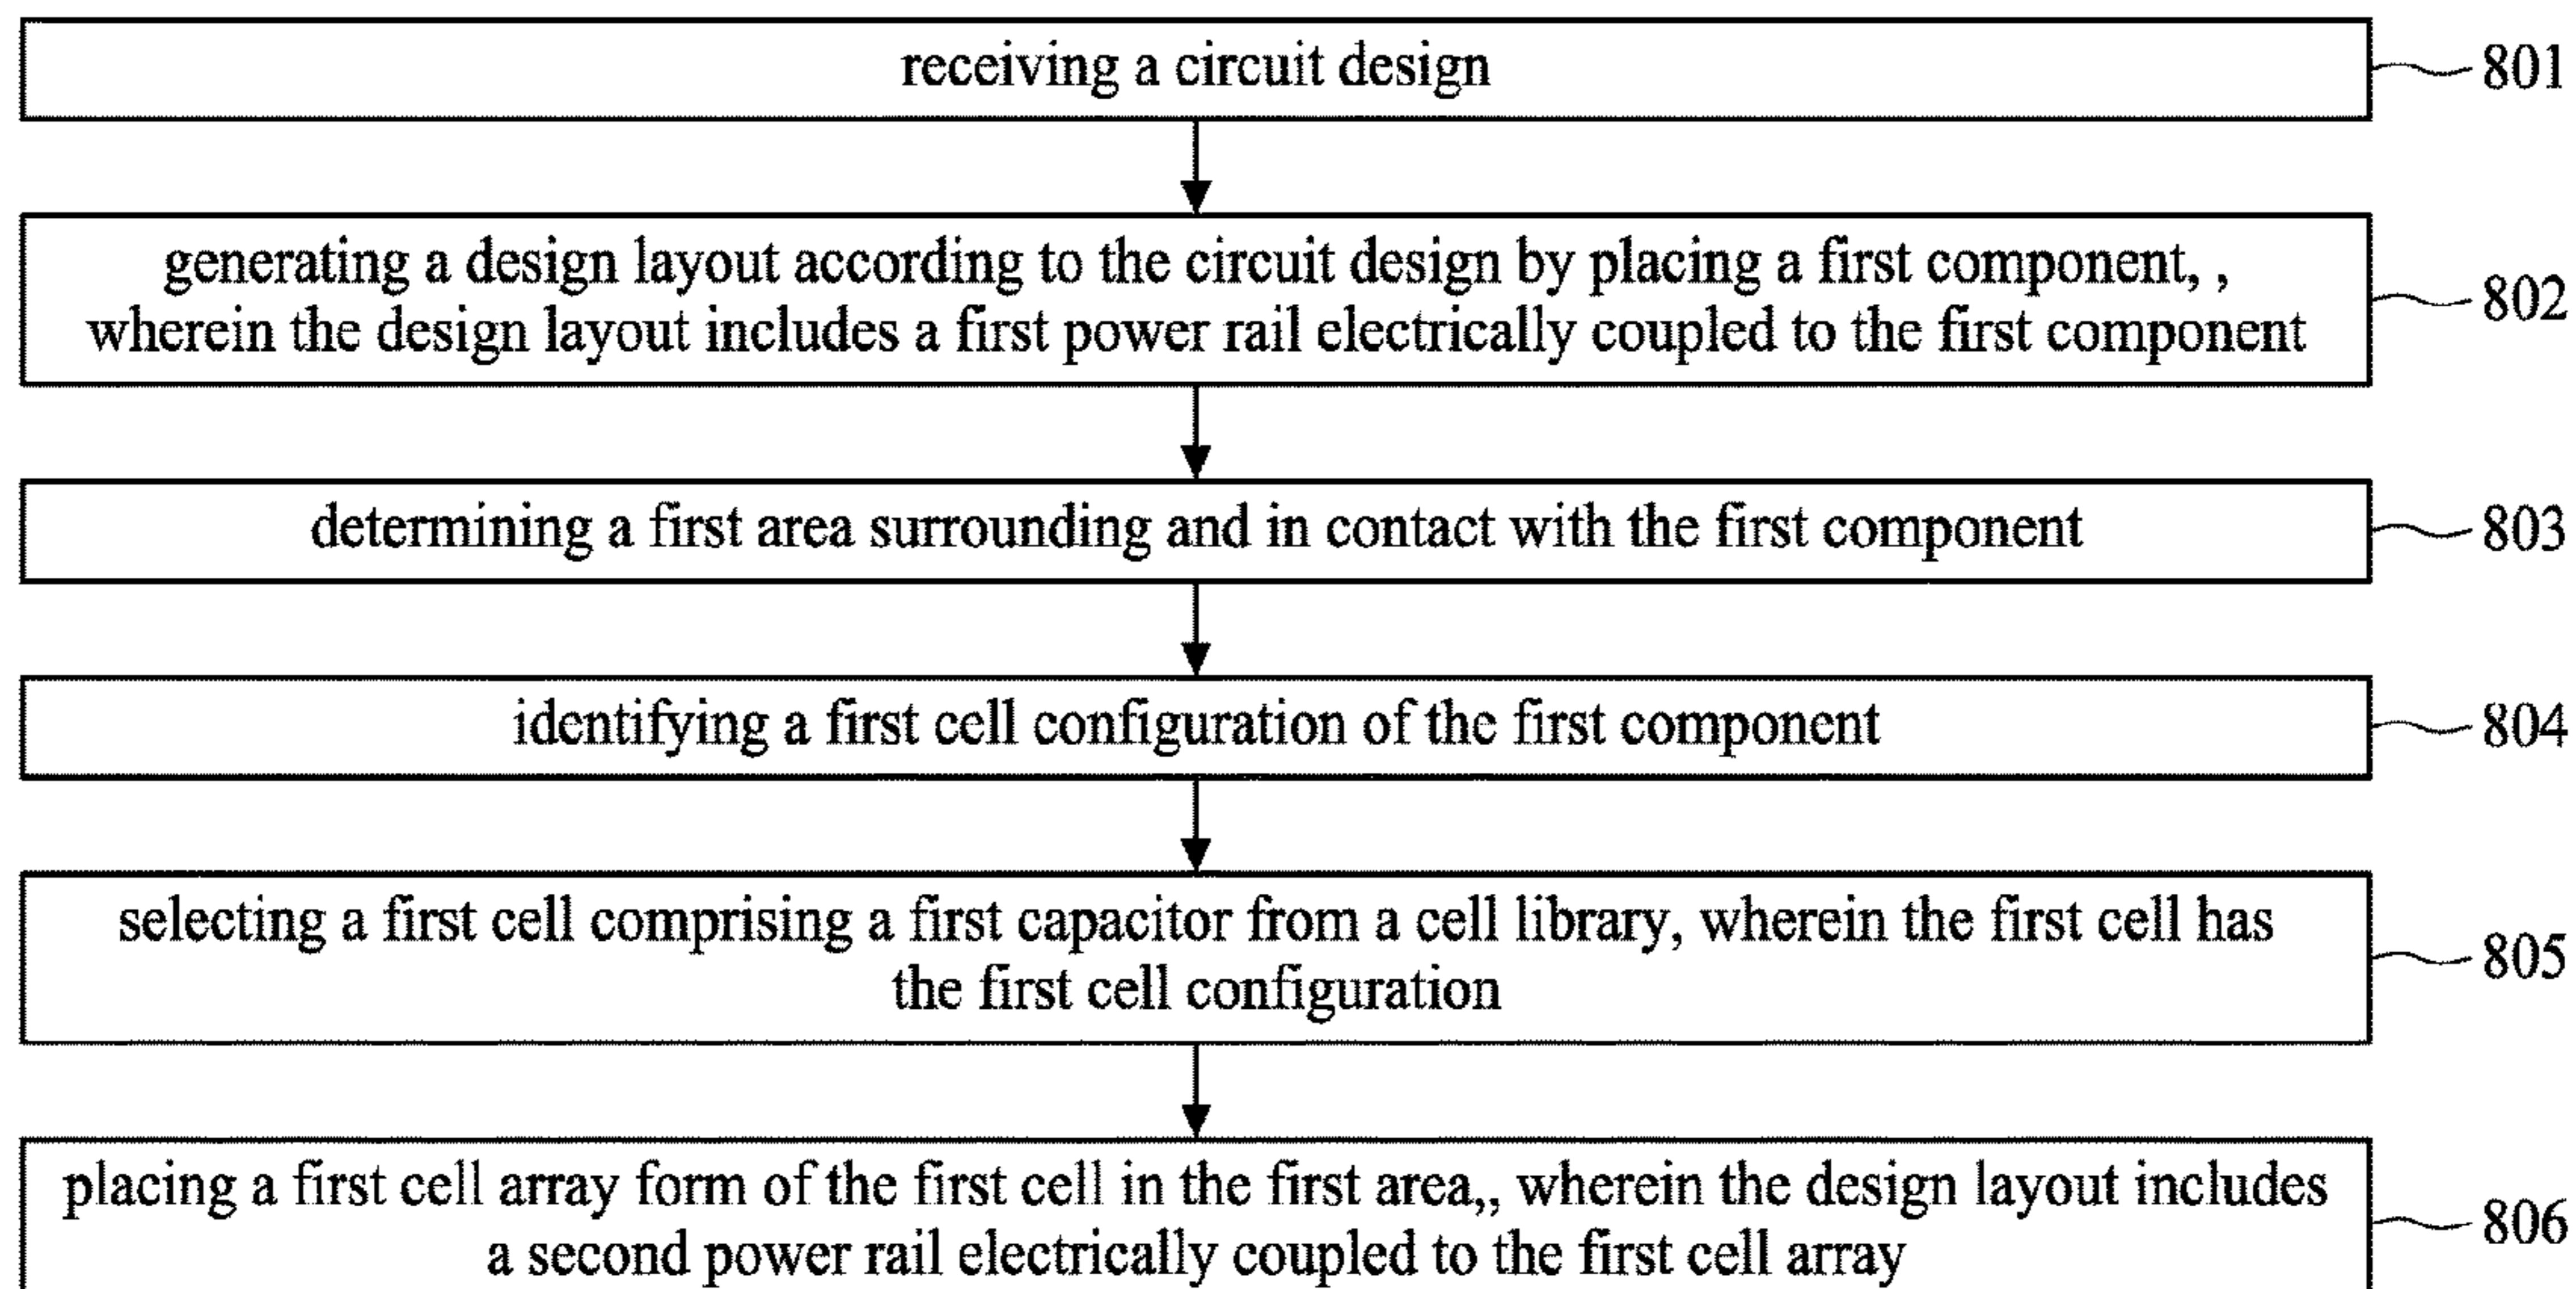 receiving a circuit design
801
generating a design layout according to the circuit design by placing a first component, ,
wherein the design layout includes a first power rail electrically coupled to the first component
802
determining a first area surrounding and in contact with the first component
803
identifying a first cell configuration of the first component
804
selecting a first cell comprising a first capacitor from a cell library, wherein the first cell has
the first cell configuration
805
placing a first cell array form of the first cell in the first area,, wherein the design layout includes
a second power rail electrically coupled to the first cell array
806